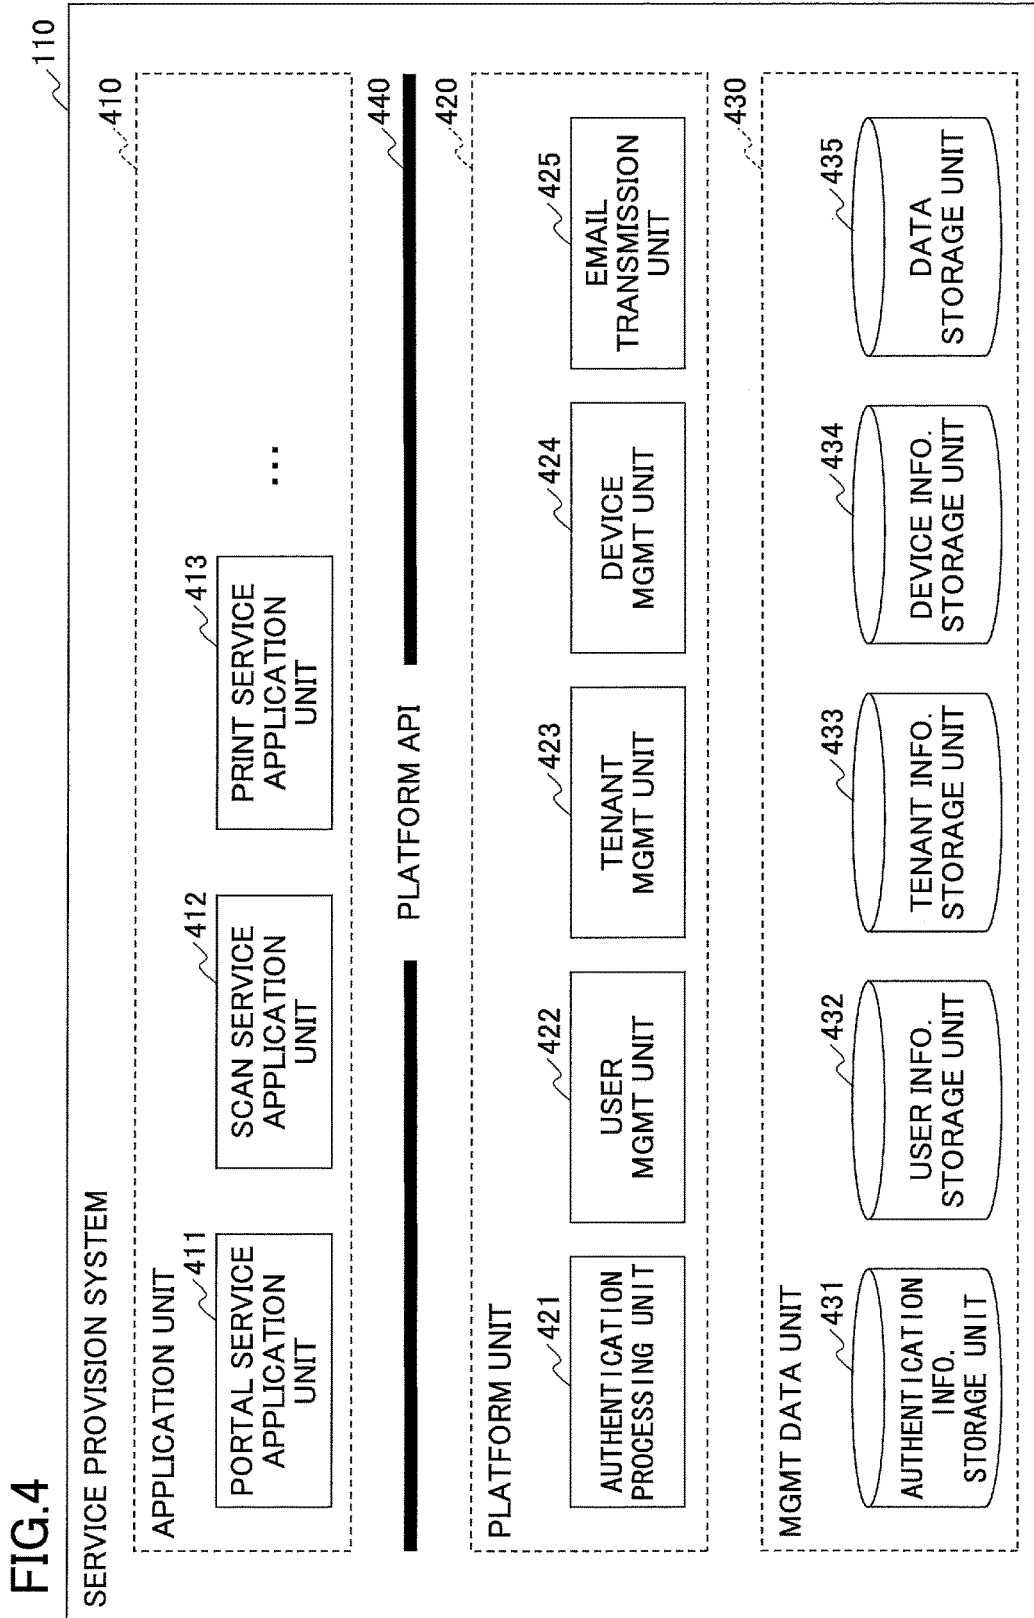 FIG.4
110
SERVICE PROVISION SYSTEM
410
APPLICATION UNIT
411
PORTAL SERVICE
APPLICATION
UNIT
412
SCAN SERVICE
APPLICATION
UNIT
413
PRINT SERVICE
APPLICATION
UNIT
...
440
PLATFORM API
420
PLATFORM UNIT
421
AUTHENTICATION
PROCESSING UNIT
422
USER
MGMT UNIT
423
TENANT
MGMT UNIT
424
DEVICE
MGMT UNIT
425
EMAIL
TRANSMISSION
UNIT
430
MGMT DATA UNIT
431
AUTHENTICATION
INFO.
STORAGE UNIT
432
USER INFO.
STORAGE UNIT
433
TENANT INFO.
STORAGE UNIT
434
DEVICE INFO.
STORAGE UNIT
435
DATA
STORAGE UNIT